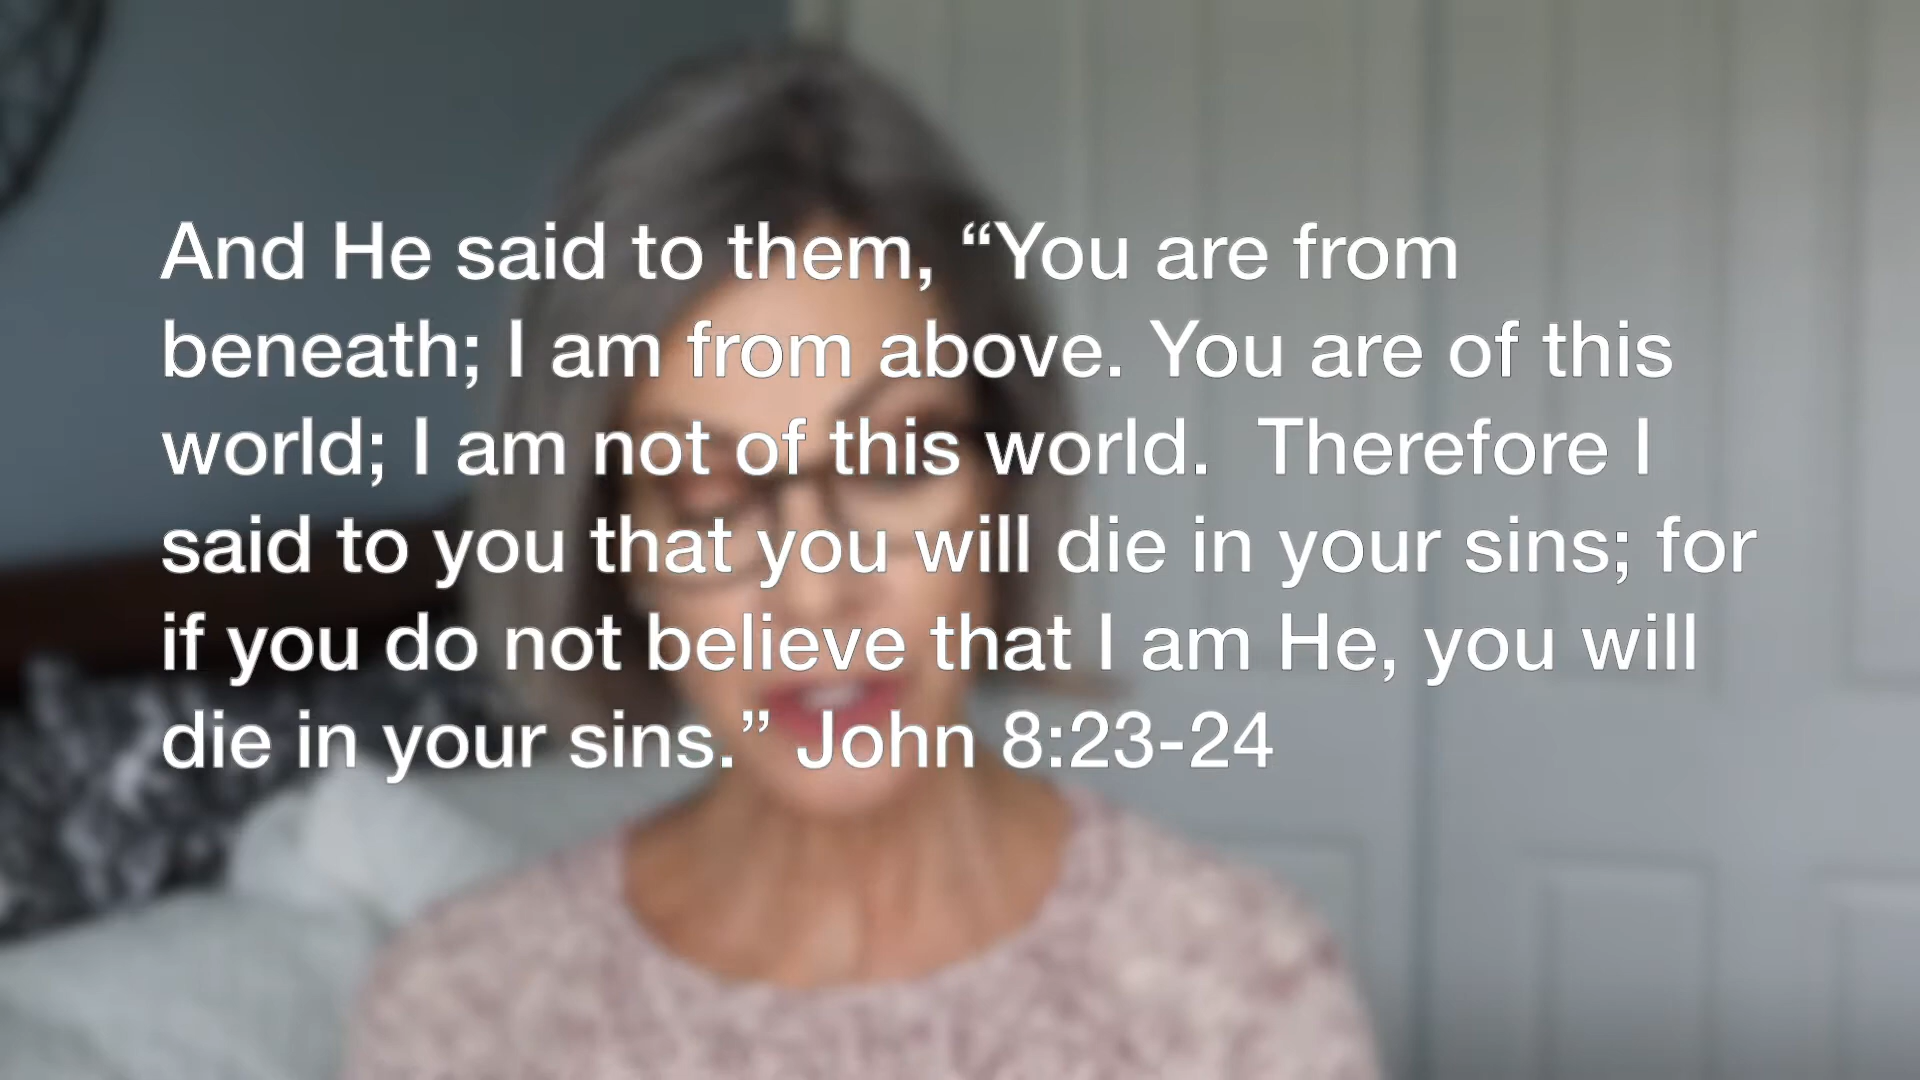 And He said to them, “You are from
beneath; I am from above. You are of this
world; I am not of this world.  Therefore I
said to you that you will die in your sins; for
if you do not believe that I am He, you will
die in your sins.” John 8:23-24